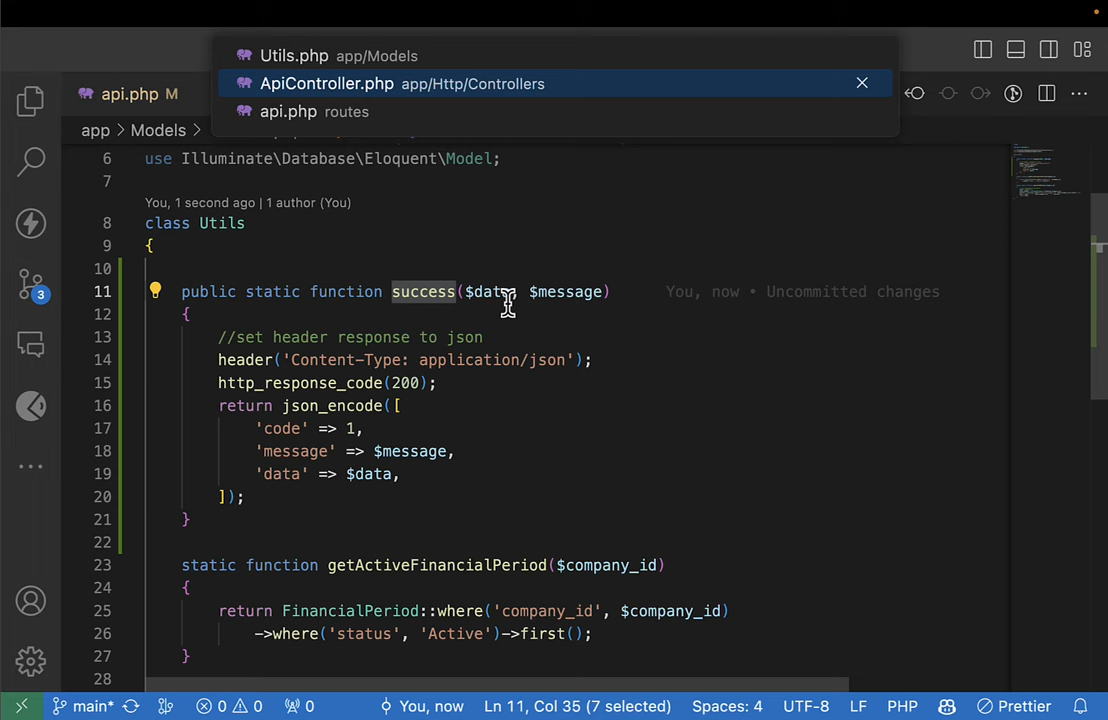 Utils.php app/Models
ApiController.php app/Http/Controllers
api.php routes
api.php M
app > Models >
6 use Illuminate\Database\Eloquent\Model;
7
You, 1 second ago | 1 author (You)
8 class Utils
9 {
10
11 public static function success($data, $message) You, now • Uncommitted changes
12 {
13 //set header response to json
14 header('Content-Type: application/json');
15 http_response_code(200);
16 return json_encode([
17 'code' => 1,
18 'message' => $message,
19 'data' => $data,
20 ]);
21 }
22
23 static function getActiveFinancialPeriod($company_id)
24 {
25 return FinancialPeriod::where('company_id', $company_id)
26 ->where('status', 'Active')->first();
27 }
28
3
main* 0 0 0 You, now Ln 11, Col 35 (7 selected) Spaces: 4 UTF-8 LF PHP Prettier